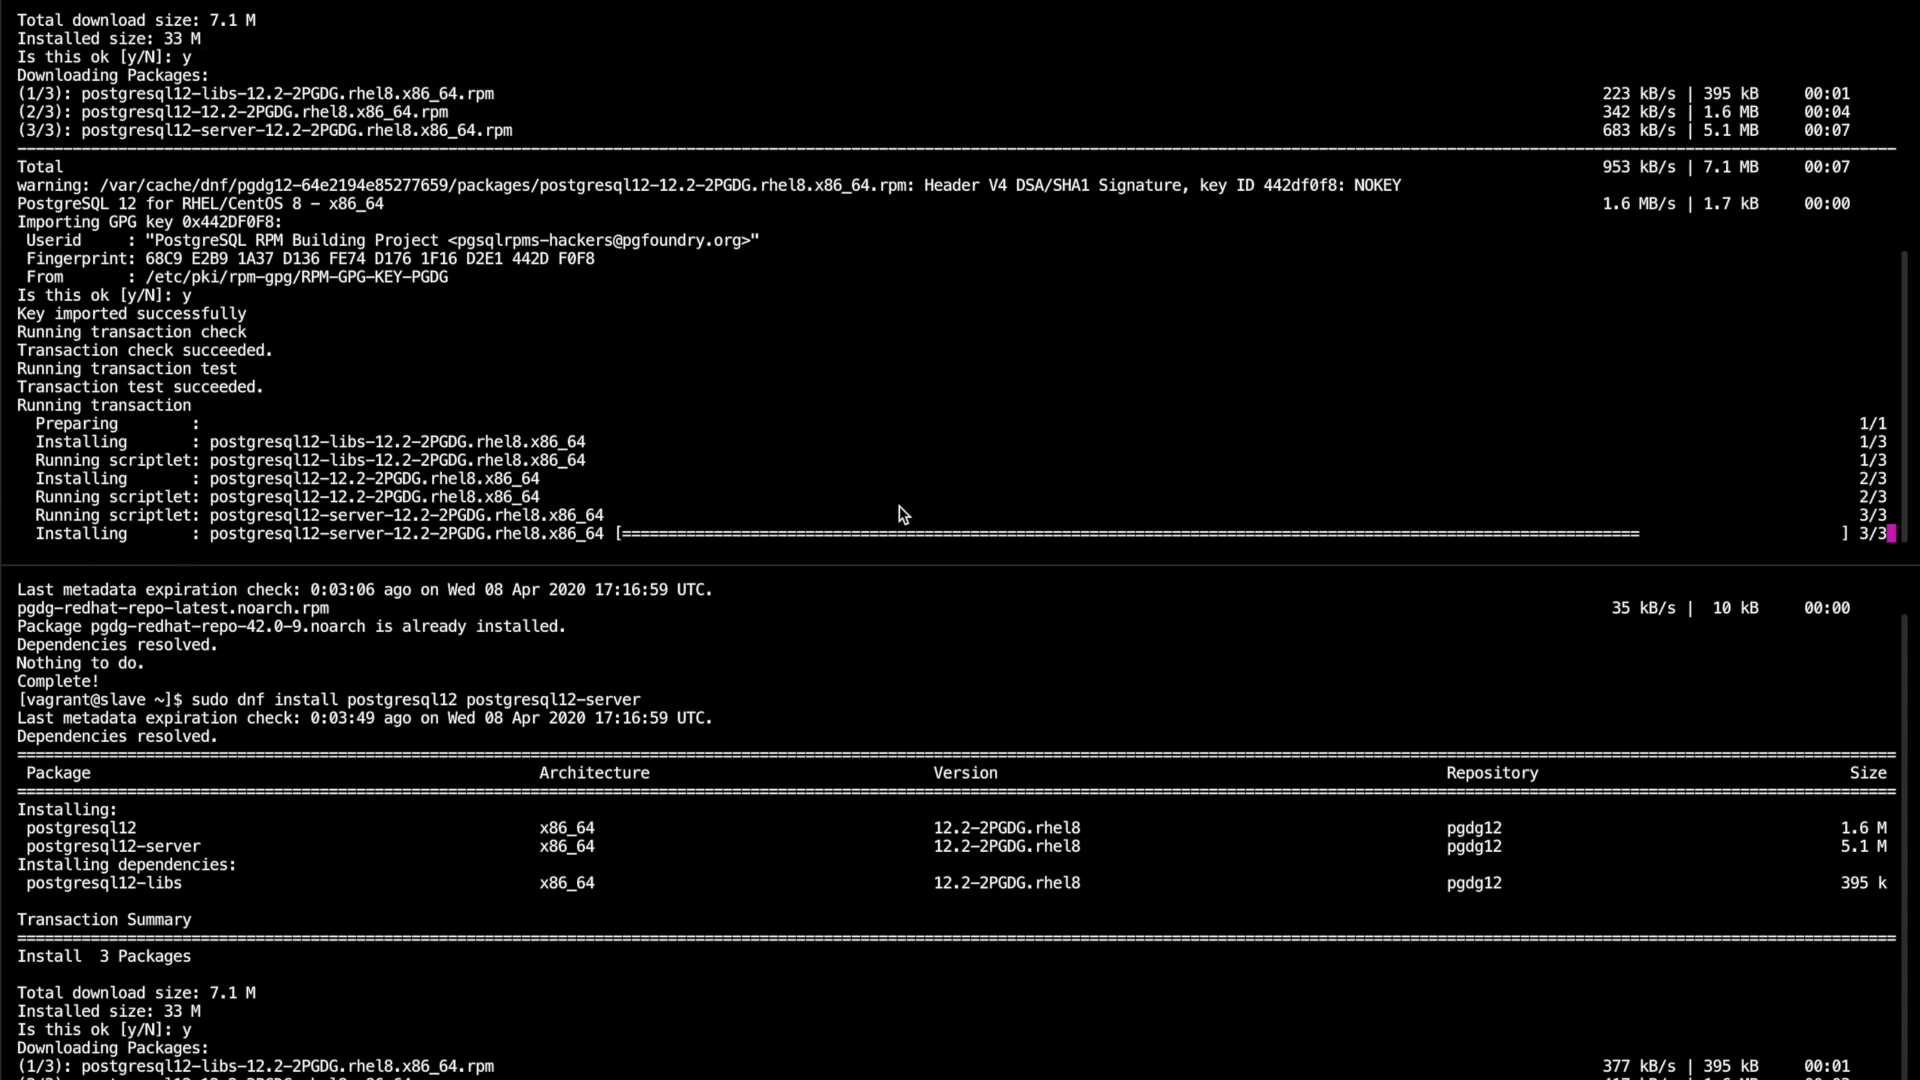 Total download size: 7.1 M
Installed size: 33 M
Is this ok [y/N]: y
Downloading Packages:
(1/3): postgresql12-libs-12.2-2PGDG.rhel8.x86_64.rpm 223 kB/s | 395 kB 00:01
(2/3): postgresql12-12.2-2PGDG.rhel8.x86_64.rpm 342 kB/s | 1.6 MB 00:04
(3/3): postgresql12-server-12.2-2PGDG.rhel8.x86_64.rpm 683 kB/s | 5.1 MB 00:07
Total 953 kB/s | 7.1 MB 00:07
warning: /var/cache/dnf/pgdg12-64e2194e85277659/packages/postgresql12-12.2-2PGDG.rhel8.x86_64.rpm: Header V4 DSA/SHA1 Signature, key ID 442df0f8: NOKEY
PostgreSQL 12 for RHEL/CentOS 8 - x86_64 1.6 MB/s | 1.7 kB 00:00
Importing GPG key 0x442DF0F8:
Userid : "PostgreSQL RPM Building Project <pgsqlrpms-hackers@pgfoundry.org>"
Fingerprint: 68C9 E2B9 1A37 D136 FE74 D176 1F16 D2E1 442D F0F8
From : /etc/pki/rpm-gpg/RPM-GPG-KEY-PGDG
Is this ok [y/N]: y
Key imported successfully
Running transaction check
Transaction check succeeded.
Running transaction test
Transaction test succeeded.
Running transaction
Preparing : 1/1
Installing : postgresql12-libs-12.2-2PGDG.rhel8.x86_64 1/3
Running scriptlet: postgresql12-libs-12.2-2PGDG.rhel8.x86_64 1/3
Installing : postgresql12-12.2-2PGDG.rhel8.x86_64 2/3
Running scriptlet: postgresql12-12.2-2PGDG.rhel8.x86_64 2/3
Running scriptlet: postgresql12-server-12.2-2PGDG.rhel8.x86_64 3/3
Installing : postgresql12-server-12.2-2PGDG.rhel8.x86_64 [=============================================================================================================== ] 3/3
Last metadata expiration check: 0:03:06 ago on Wed 08 Apr 2020 17:16:59 UTC.
pgdg-redhat-repo-latest.noarch.rpm 35 kB/s | 10 kB 00:00
Package pgdg-redhat-repo-42.0-9.noarch is already installed.
Dependencies resolved.
Nothing to do.
Complete!
[vagrant@slave ~]$ sudo dnf install postgresql12 postgresql12-server
Last metadata expiration check: 0:03:49 ago on Wed 08 Apr 2020 17:16:59 UTC.
Dependencies resolved.
Package Architecture Version Repository Size
Installing:
postgresql12 x86_64 12.2-2PGDG.rhel8 pgdg12 1.6 M
postgresql12-server x86_64 12.2-2PGDG.rhel8 pgdg12 5.1 M
Installing dependencies:
postgresql12-libs x86_64 12.2-2PGDG.rhel8 pgdg12 395 k
Transaction Summary
Install 3 Packages
Total download size: 7.1 M
Installed size: 33 M
Is this ok [y/N]: y
Downloading Packages:
(1/3): postgresql12-libs-12.2-2PGDG.rhel8.x86_64.rpm 377 kB/s | 395 kB 00:01